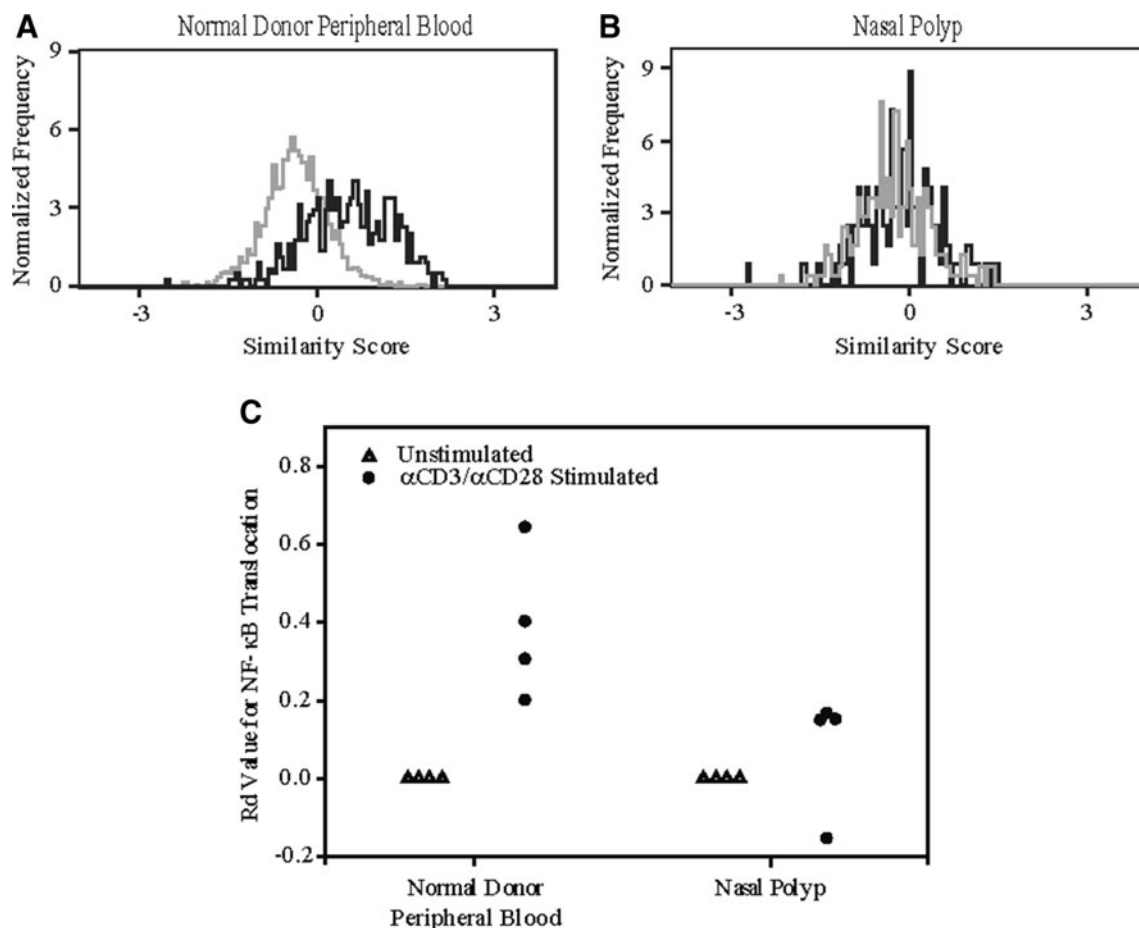 A
Normal Donor Peripheral Blood
Normalized Frequency
9
6
3
0
-3
0
3
Similarity Score
B
Nasal Polyp
Normalized Frequency
9
6
3
0
-3
0
3
Similarity Score
C
Unstimulated
αCD3/αCD28 Stimulated
Rd Value for NF-κB Translocation
0.8
0.6
0.4
0.2
0.0
-0.2
Normal Donor
Peripheral Blood
Nasal Polyp